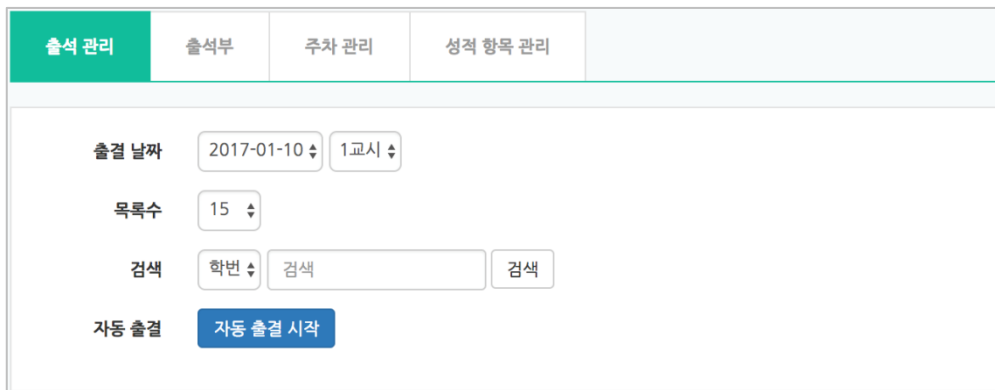 출석 관리 출석부 주차 관리 성적 항목 관리
출결 날짜 2017-01-10 1교시
목록수 15
검색 학번 검색 검색
자동 출결 자동 출결 시작